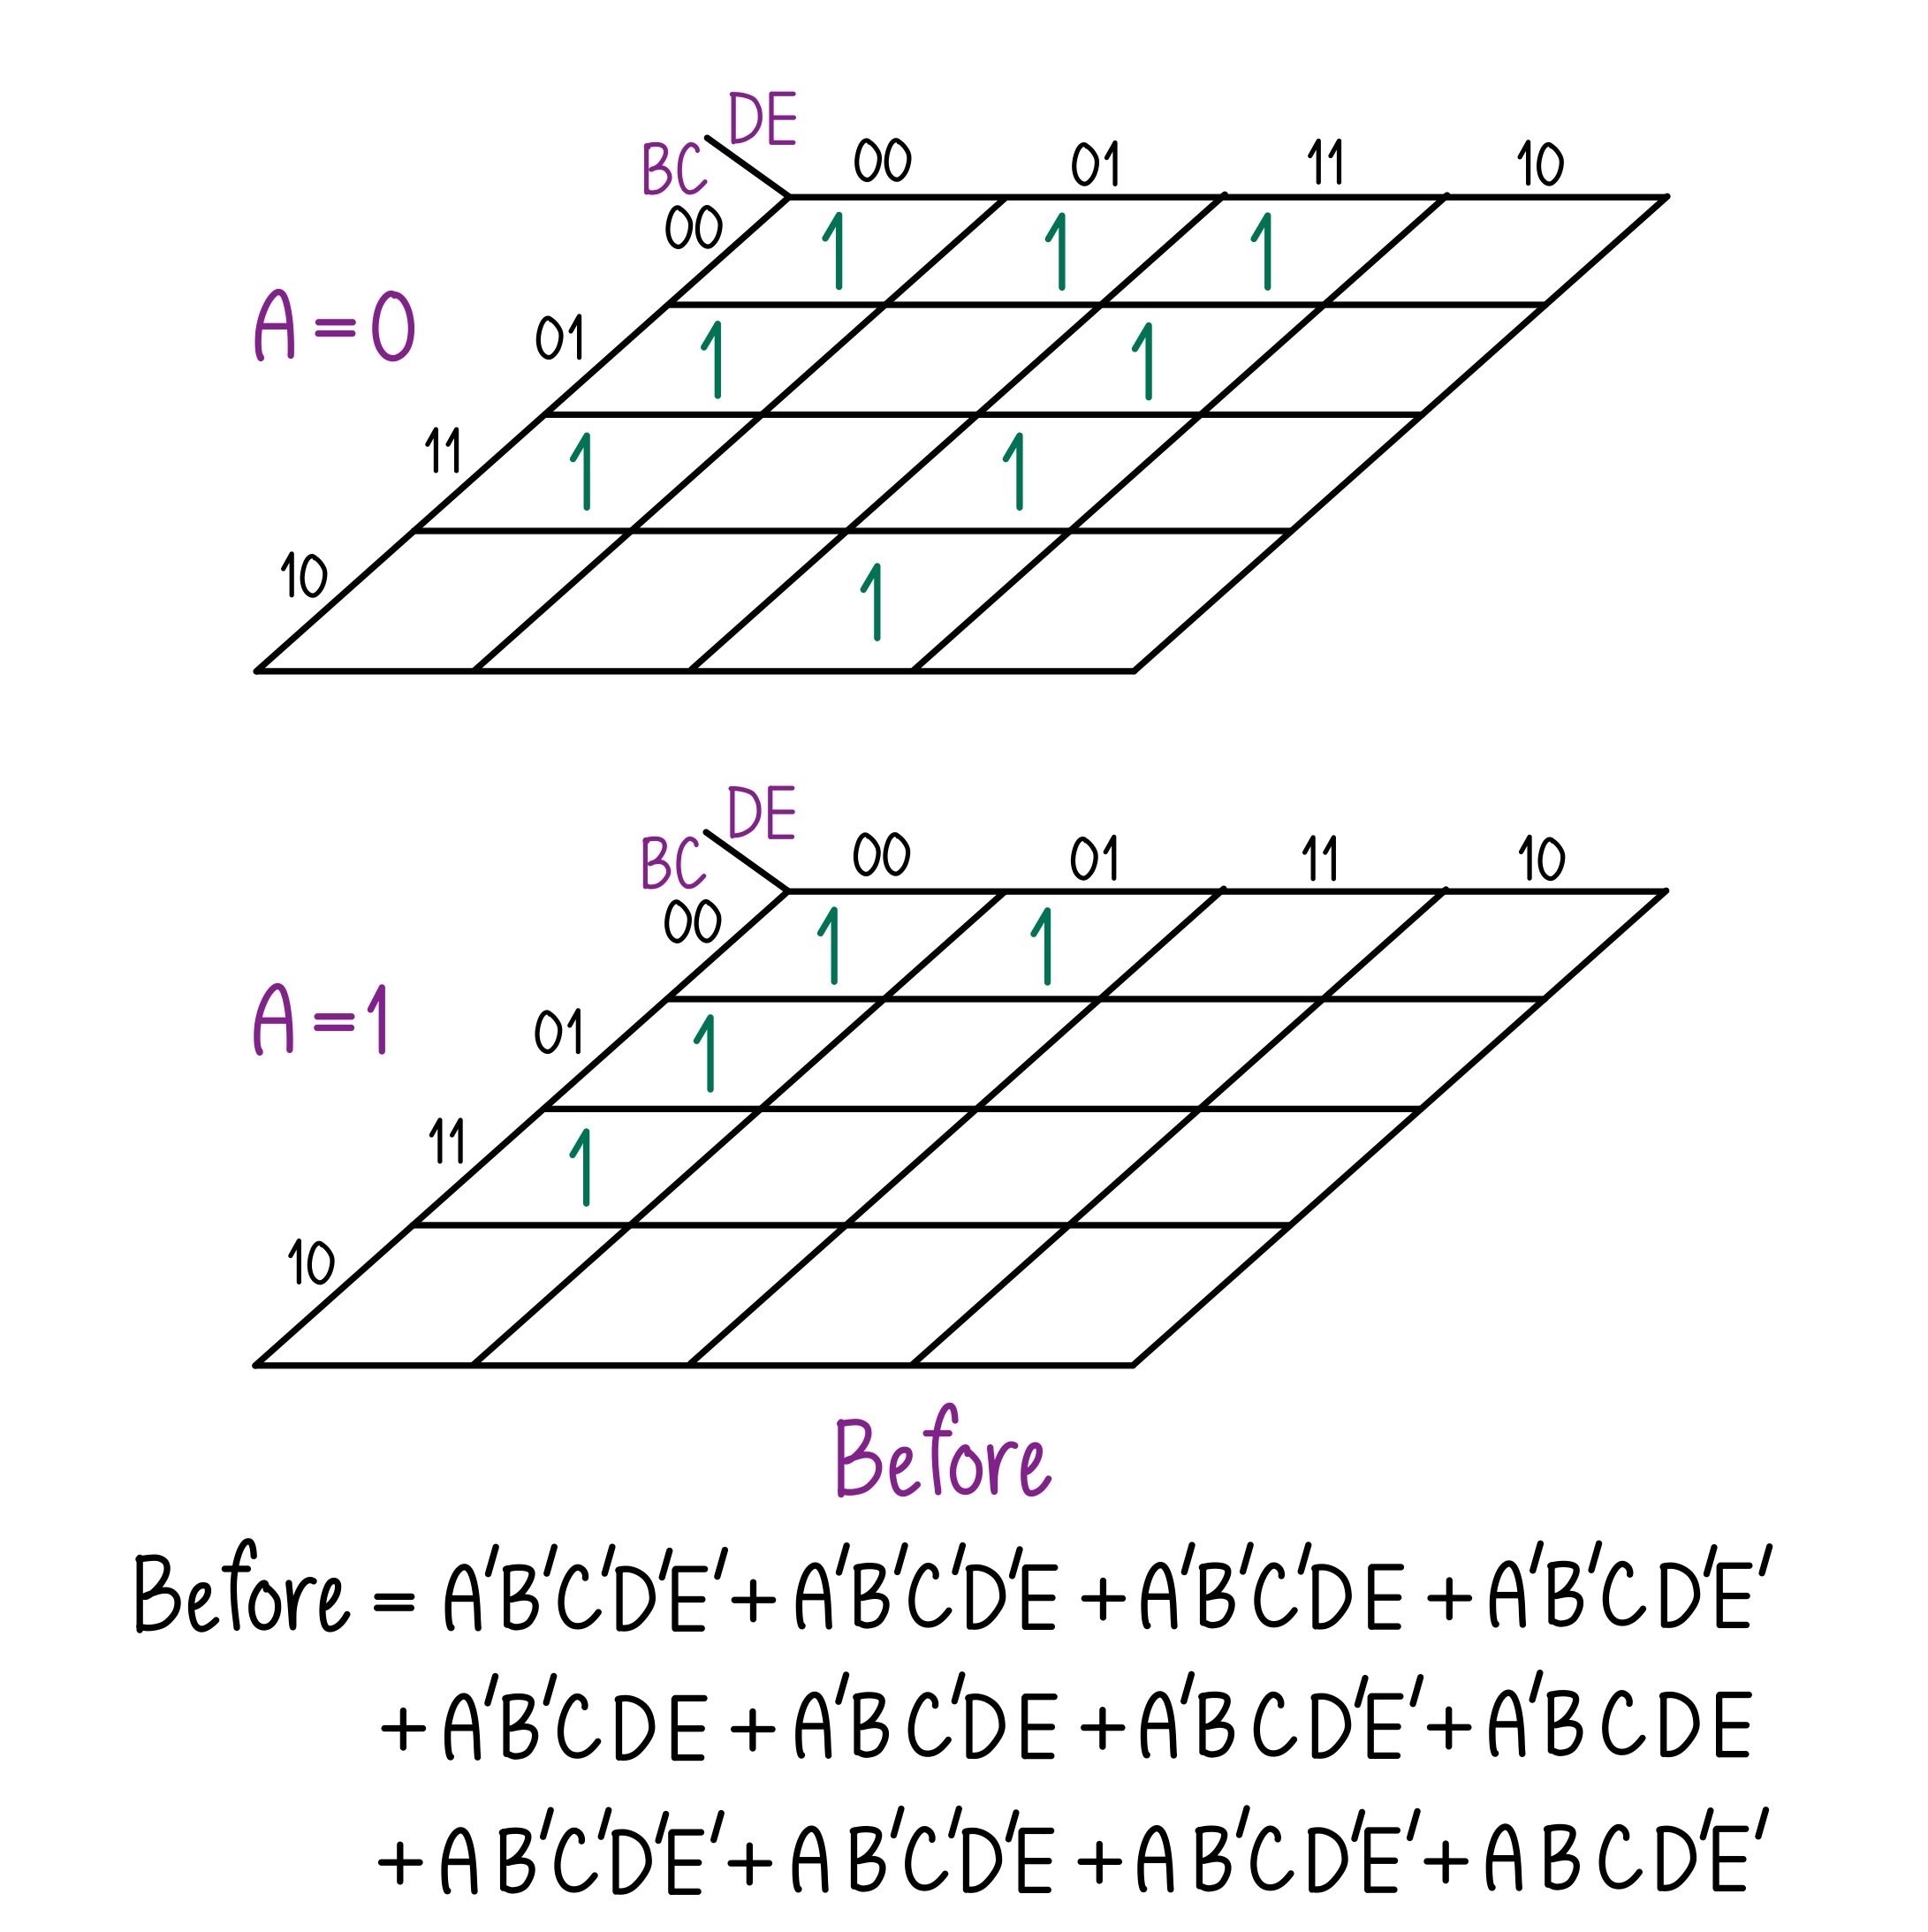 DE
BC 00 01 11 10
00 1 1 1
A = 0
01 1 1
11 1 1
10 1
DE
BC 00 01 11 10
00 1 1
A = 1
01 1
11 1
10
Before
Before = A'B'C'D'E' + A'B'C'D'E + A'B'C'DE + A'B'CD'E'
+ A'B'CDE + A'BC'DE + A'BCD'E' + A'BCDE
+ AB'C'D'E' + AB'C'D'E + AB'CD'E' + ABCD'E'